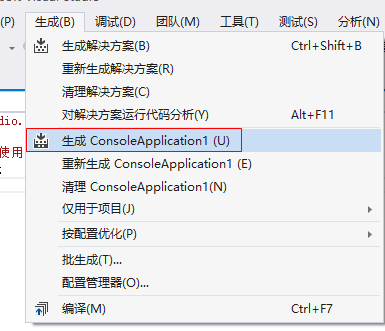 (P) 生成(B) 调试(D) 团队(M) 工具(T) 测试(S) 分析(N)
生成解决方案(B) Ctrl+Shift+B
重新生成解决方案(R)
清理解决方案(C)
dio.
对解决方案运行代码分析(Y) Alt+F11
生成 ConsoleApplication1 (U)
使用
重新生成 ConsoleApplication1 (E)
清理 ConsoleApplication1(N)
仅用于项目(J)
按配置优化(P)
批生成(T)...
配置管理器(O)...
编译(M) Ctrl+F7